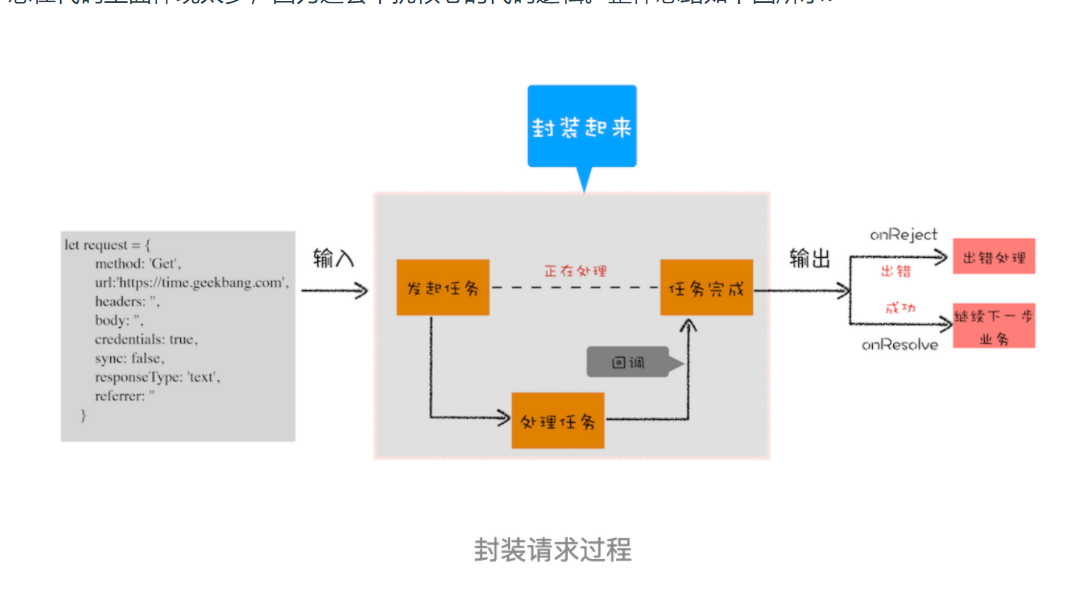 封装起来
let request = {
method: 'Get',
url:'https://time.geekbang.com',
headers: '',
body: '',
credentials: true,
sync: false,
responseType: 'text',
referrer: ''
}
输入
发起任务
正在处理
任务完成
回调
处理任务
输出
onReject
出错
出错处理
成功
继续下一步
业务
onResolve
封装请求过程